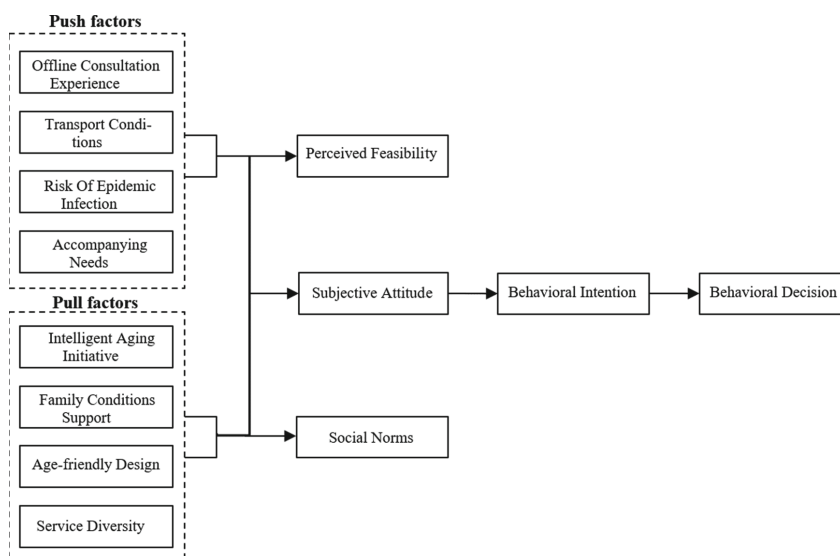 Push factors
Offline Consultation
Experience
Transport Condi-
tions
Risk Of Epidemic
Infection
Accompanying
Needs
Pull factors
Intelligent Aging
Initiative
Family Conditions
Support
Age-friendly Design
Service Diversity
Perceived Feasibility
Subjective Attitude
Behavioral Intention
Behavioral Decision
Social Norms